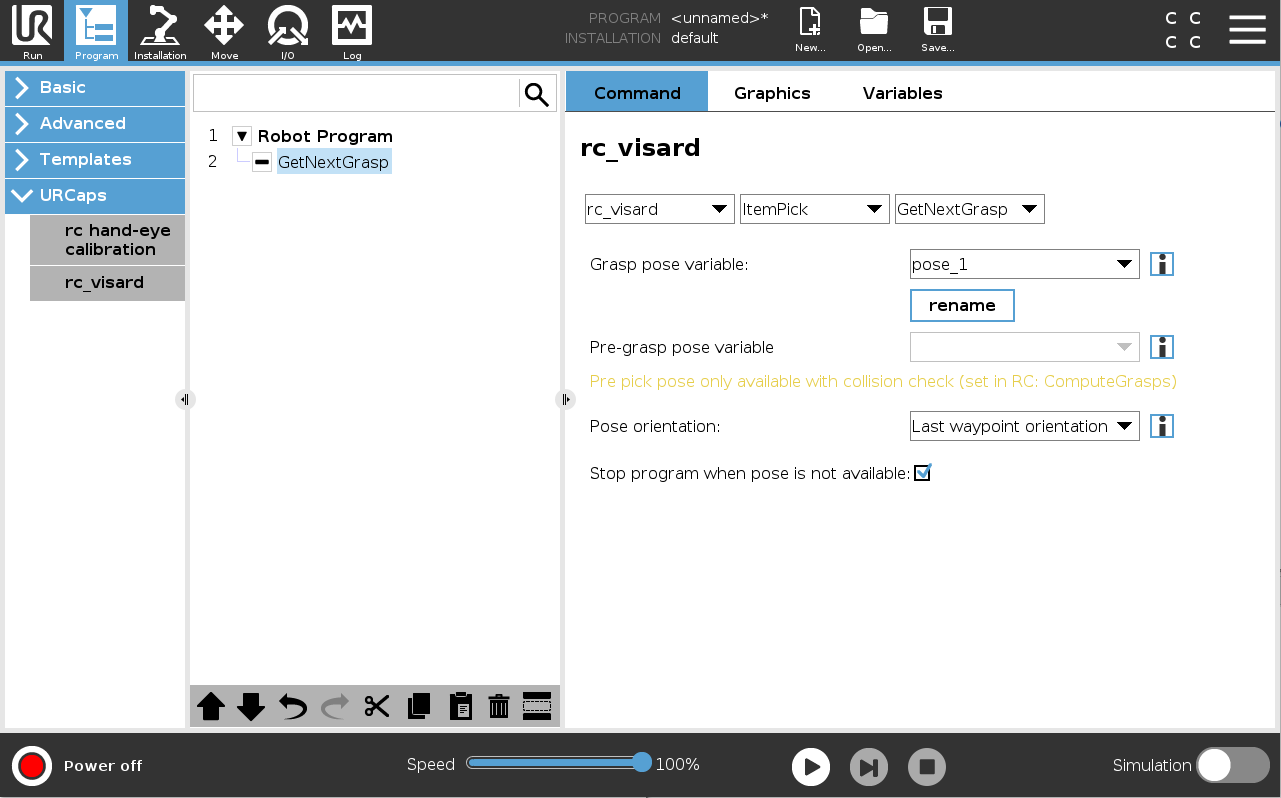 UR
PROGRAM <unnamed>*
INSTALLATION default
Run Program Installation Move I/O Log New... Open... Save...
C C
C C
Basic
Advanced
Templates
URCaps
rc hand-eye
calibration
rc_visard
1 Robot Program
2 GetNextGrasp
Command Graphics Variables
rc_visard
rc_visard ItemPick GetNextGrasp
Grasp pose variable: pose_1
rename
Pre-grasp pose variable
Pre pick pose only available with collision check (set in RC: ComputeGrasps)
Pose orientation: Last waypoint orientation
Stop program when pose is not available:
Power off Speed 100% Simulation